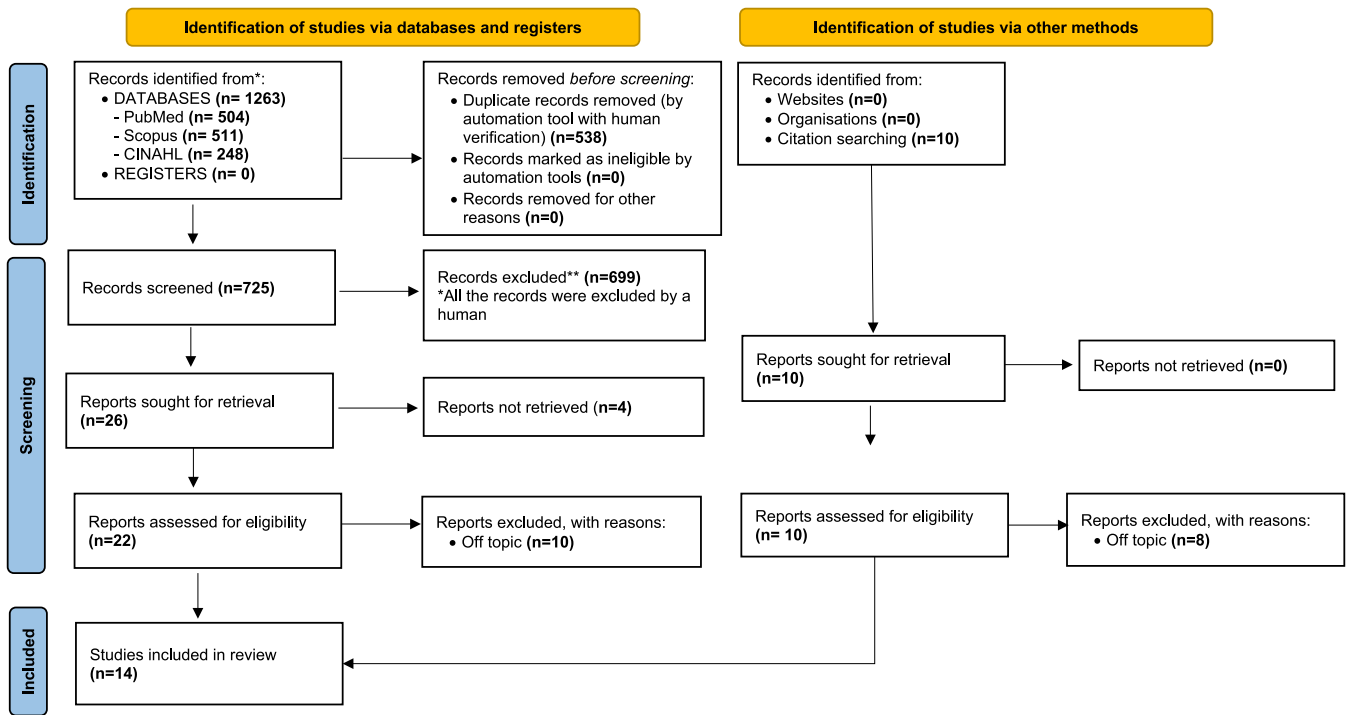 Identification of studies via databases and registers
Identification of studies via other methods
Identification
Records identified from*:
• DATABASES (n= 1263)
- PubMed (n= 504)
- Scopus (n= 511)
- CINAHL (n= 248)
• REGISTERS (n= 0)
Records removed before screening:
• Duplicate records removed (by
automation tool with human
verification) (n=538)
• Records marked as ineligible by
automation tools (n=0)
• Records removed for other
reasons (n=0)
Records identified from:
• Websites (n=0)
• Organisations (n=0)
• Citation searching (n=10)
Screening
Records screened (n=725)
Records excluded** (n=699)
*All the records were excluded by a
human
Reports sought for retrieval
(n=26)
Reports not retrieved (n=4)
Reports sought for retrieval
(n=10)
Reports not retrieved (n=0)
Reports assessed for eligibility
(n=22)
Reports excluded, with reasons:
• Off topic (n=10)
Reports assessed for eligibility
(n= 10)
Reports excluded, with reasons:
• Off topic (n=8)
Included
Studies included in review
(n=14)